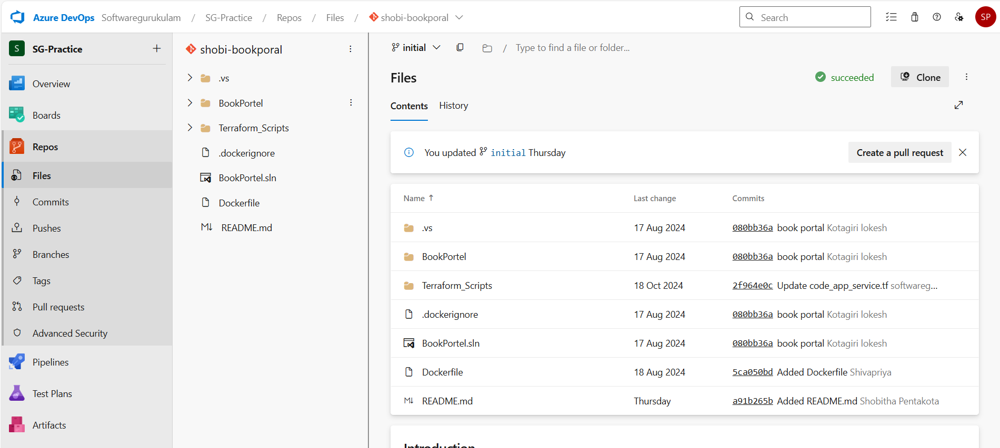 Azure DevOps Softwaregurukulam / SG-Practice / Repos / Files / shobi-bookporal
Search
SP
S SG-Practice +
Overview
Boards
Repos
Files
Commits
Pushes
Branches
Tags
Pull requests
Advanced Security
Pipelines
Test Plans
Artifacts
shobi-bookporal
.vs
BookPortel
Terraform_Scripts
.dockerignore
BookPortel.sln
Dockerfile
M↓ README.md
initial / Type to find a file or folder...
Files
succeeded
Clone
Contents History
You updated initial Thursday
Create a pull request
Name ↑ Last change Commits
.vs 17 Aug 2024 080bb36a book portal Kotagiri lokesh
BookPortel 17 Aug 2024 080bb36a book portal Kotagiri lokesh
Terraform_Scripts 18 Oct 2024 2f964e0c Update code_app_service.tf softwareg...
.dockerignore 17 Aug 2024 080bb36a book portal Kotagiri lokesh
BookPortel.sln 17 Aug 2024 080bb36a book portal Kotagiri lokesh
Dockerfile 18 Aug 2024 5ca050bd Added Dockerfile Shivapriya
M↓ README.md Thursday a91b265b Added README.md Shobitha Pentakota
Introduction